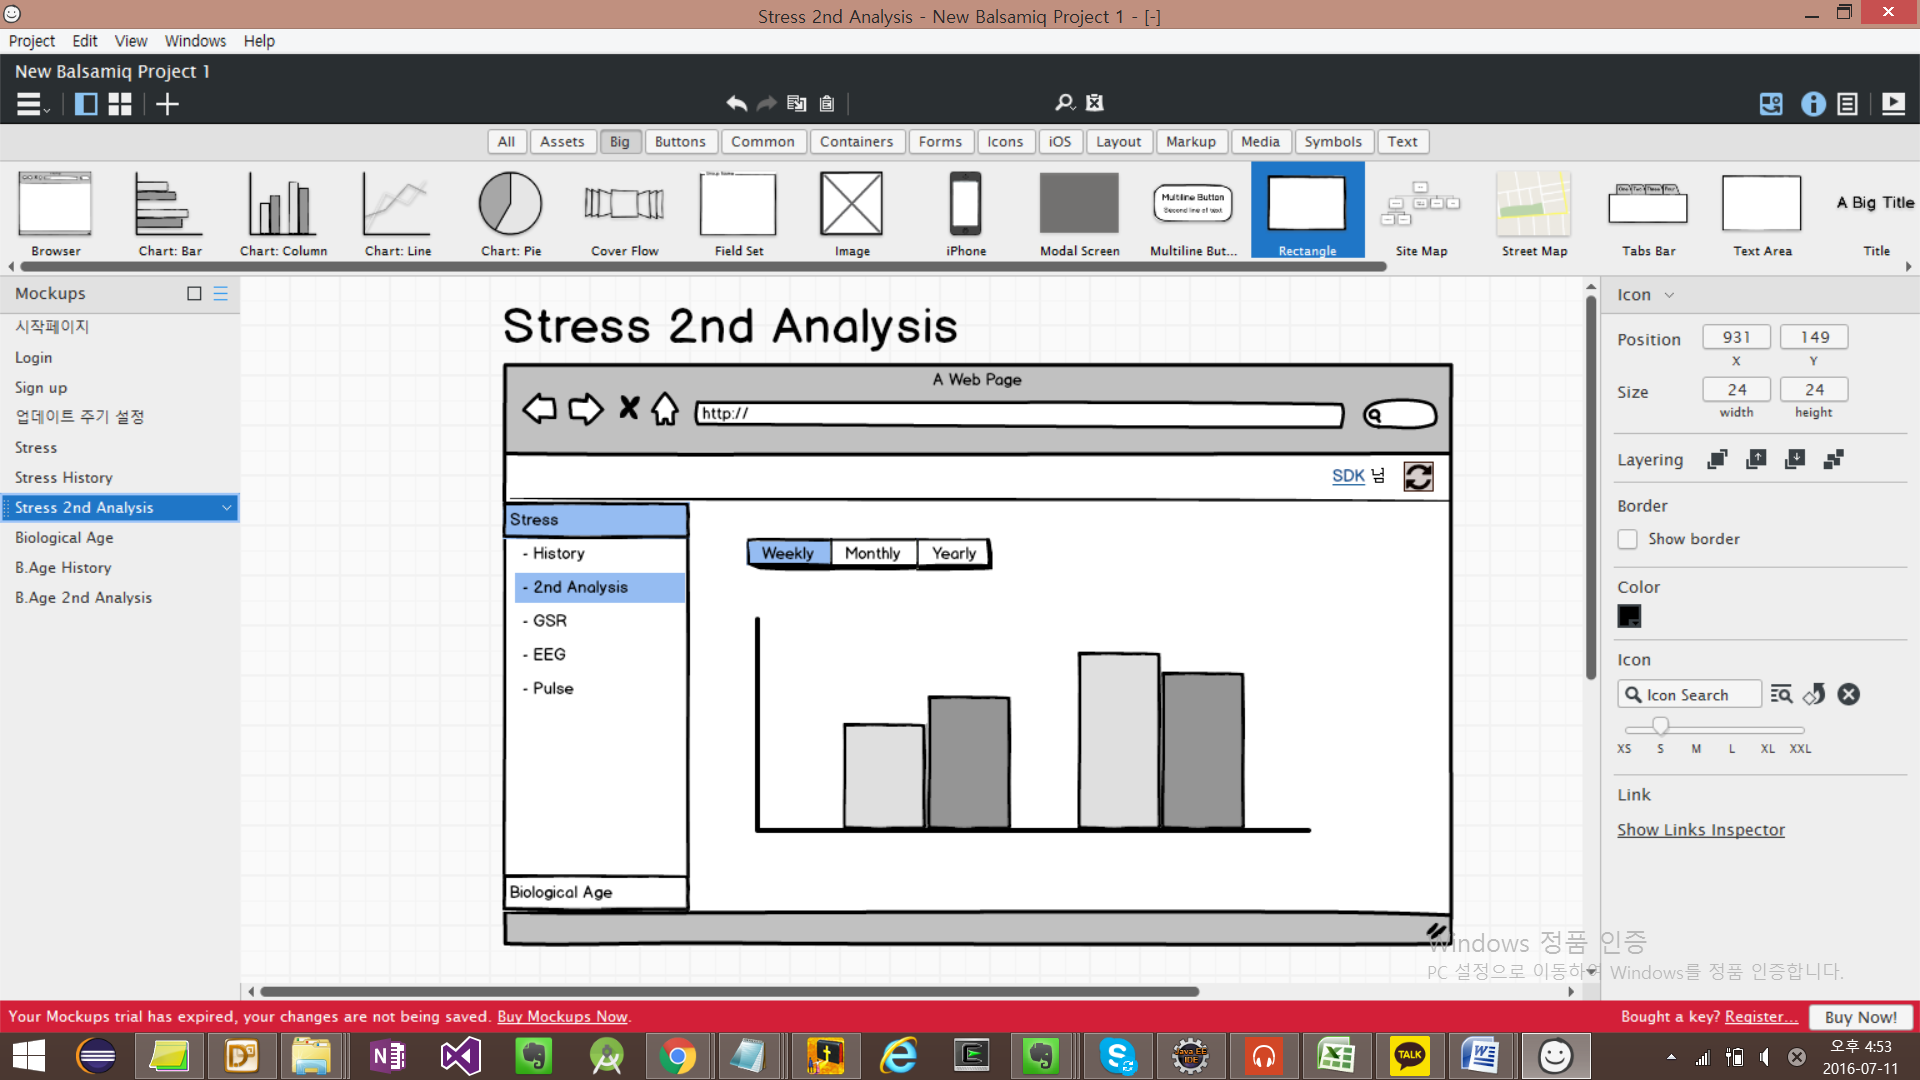 Stress 2nd Analysis - New Balsamiq Project 1 - [-]
Project Edit View Windows Help
New Balsamiq Project 1
All Assets Big Buttons Common Containers Forms Icons iOS Layout Markup Media Symbols Text
Browser Chart: Bar Chart: Column Chart: Line Chart: Pie Cover Flow Field Set Image iPhone Modal Screen Multiline But... Rectangle Site Map Street Map Tabs Bar Text Area Title
Multiline Button
Second line of text
A Big Title
Mockups
시작페이지
Login
Sign up
업데이트 주기 설정
Stress
Stress History
Stress 2nd Analysis
Biological Age
B.Age History
B.Age 2nd Analysis
Stress 2nd Analysis
A Web Page
http://
SDK 님
Stress
- History
- 2nd Analysis
- GSR
- EEG
- Pulse
Biological Age
Weekly Monthly Yearly
Icon
Position 931 149
X Y
Size 24 24
width height
Layering
Border
Show border
Color
Icon
Icon Search
XS S M L XL XXL
Link
Show Links Inspector
Windows 정품 인증
PC 설정으로 이동하여 Windows를 정품 인증합니다.
Your Mockups trial has expired, your changes are not being saved. Buy Mockups Now.
Bought a key? Register... Buy Now!
TALK
오후 4:53
2016-07-11